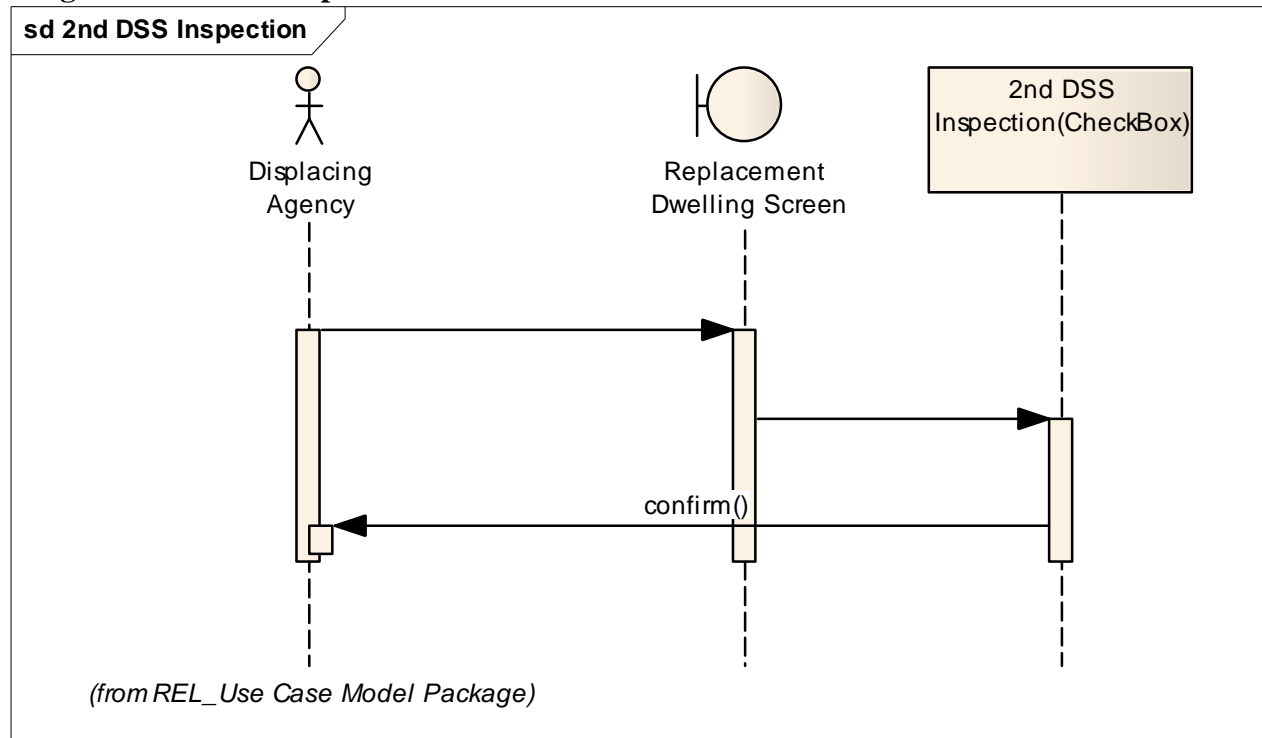 sd 2nd DSS Inspection
Displacing
Agency
Replacement
Dwelling Screen
2nd DSS
Inspection(CheckBox)
confirm()
(from REL_Use Case Model Package)